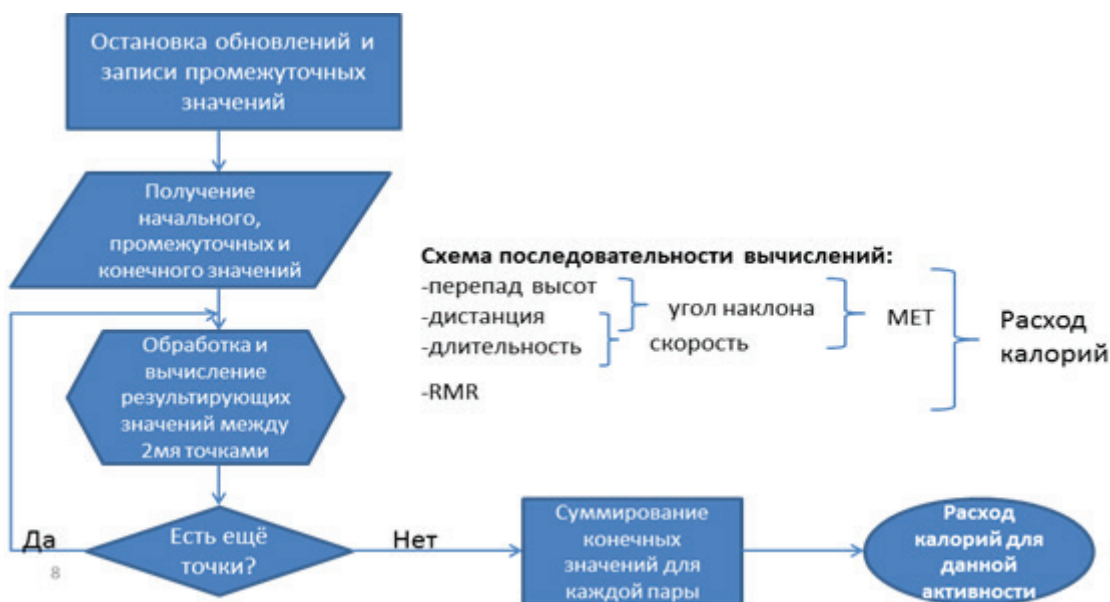 Остановка обновлений и
записи промежуточных
значений
Получение
начального,
промежуточных и
конечного значений
Обработка и
вычисление
результирующих
значений между
2мя точками
Есть ещё
точки?
Да
8
Нет
Суммирование
конечных
значений для
каждой пары
Расход
калорий для
данной
активности
Схема последовательности вычислений:
-перепад высот
-дистанция
-длительность
-RMR
угол наклона
скорость
МЕТ
Расход
калорий